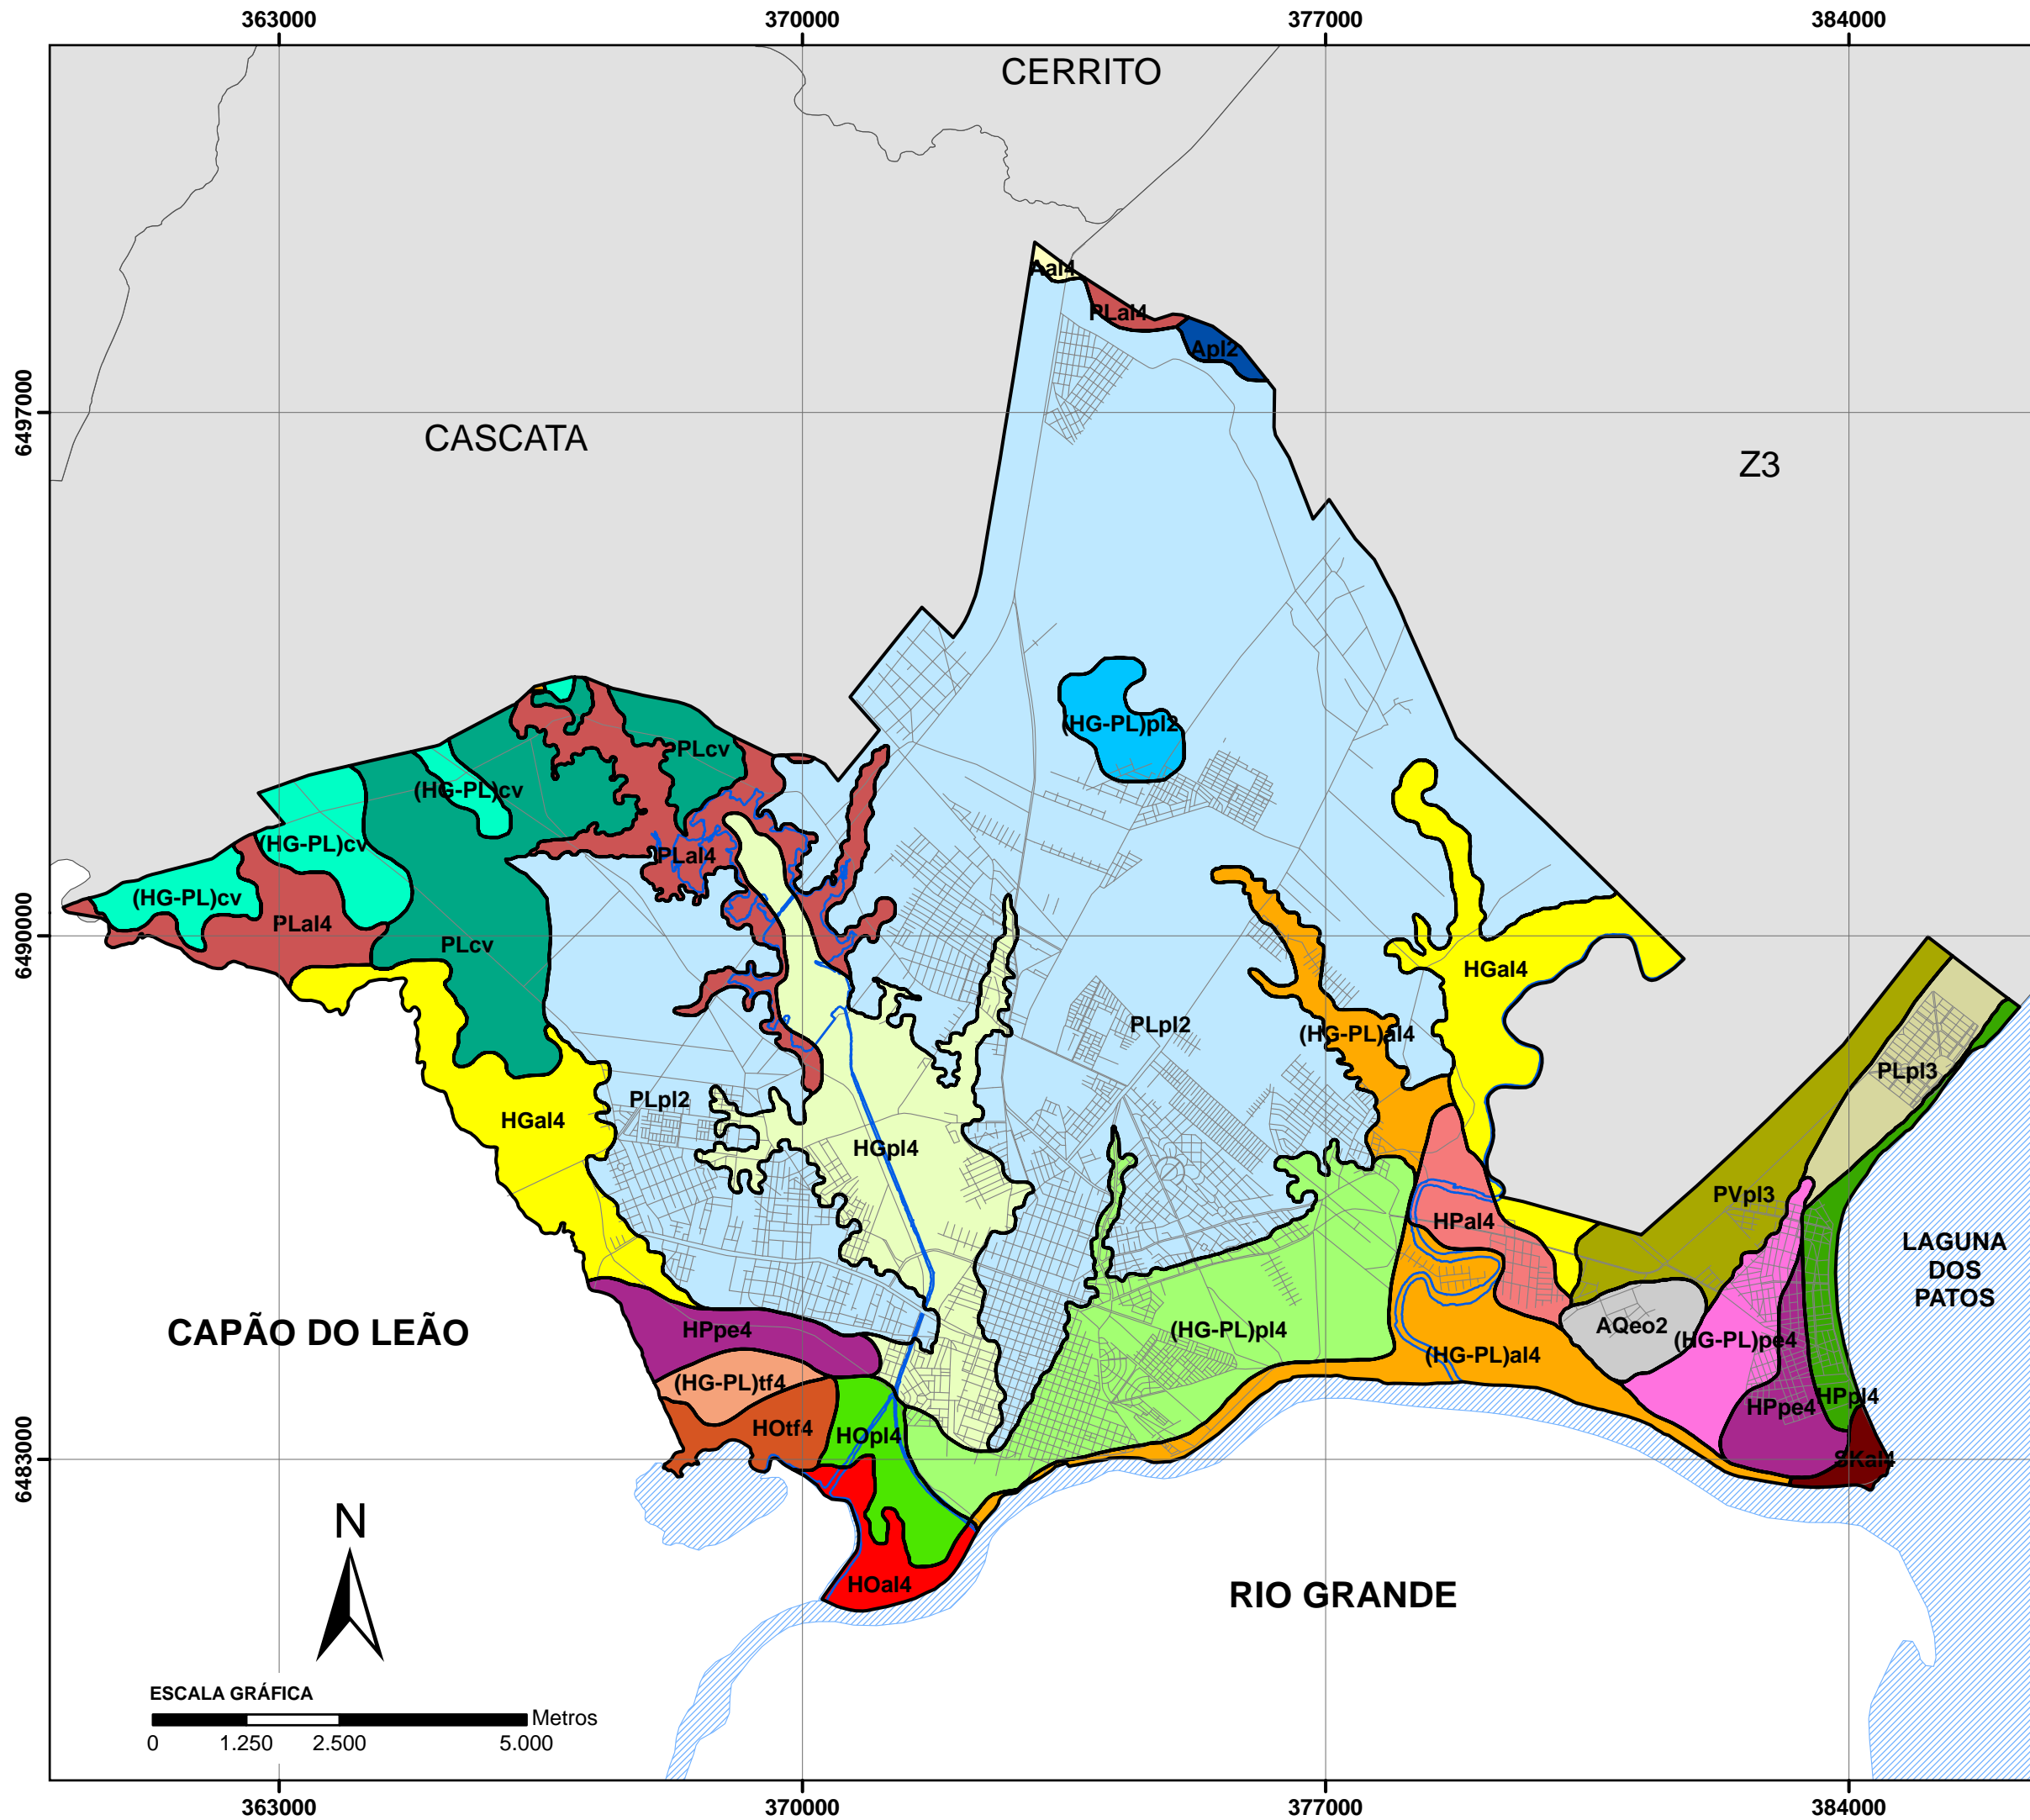 363000 370000 377000 384000
CERRITO
Aal4
PLal4
Apl2
6497000
CASCATA
Z3
(HG-PL)pl2
PLcv
(HG-PL)cv
(HG-PL)cv
PLal4
(HG-PL)cv
PLal4
6490000
PLcv
HGal4
PLpl2
(HG-PL)al4
PLpl3
PLpl2
HGal4
HGpl4
PVpl3
HPal4
LAGUNA
DOS
PATOS
CAPÃO DO LEÃO
HPpe4
(HG-PL)pl4
AQeo2
(HG-PL)pe4
(HG-PL)al4
(HG-PL)tf4
HPpl4
HPpe4
HOtf4
HOpl4
6483000
SKal4
N
HOal4
RIO GRANDE
ESCALA GRÁFICA
Metros
0 1.250 2.500 5.000
363000 370000 377000 384000